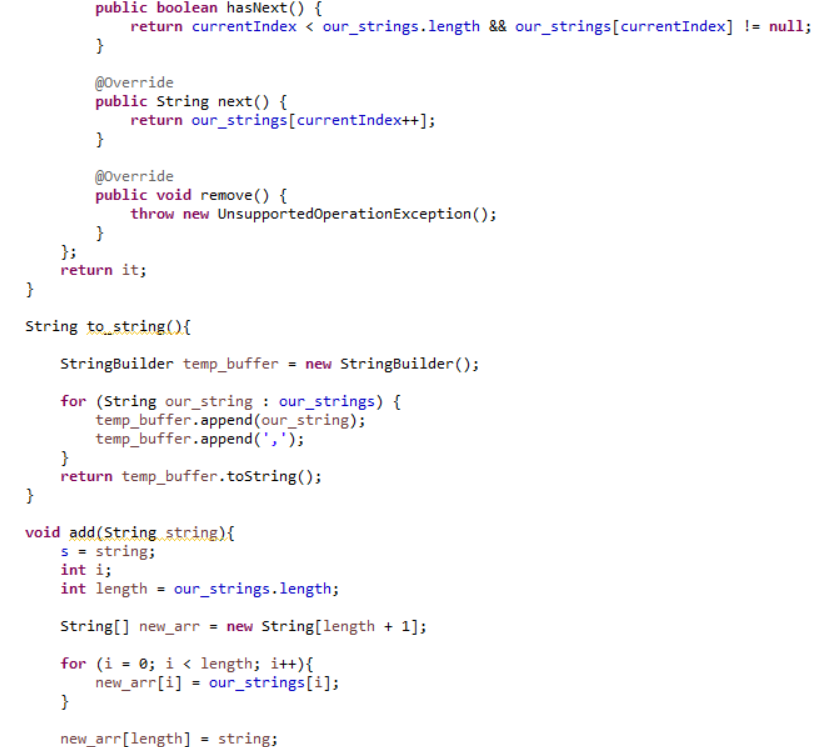 public boolean hasNext() {
return currentIndex < our_strings.length && our_strings[currentIndex] != null;
}
@Override
public String next() {
return our_strings[currentIndex++];
}
@Override
public void remove() {
throw new UnsupportedOperationException();
}
};
return it;
}
String to_string(){
StringBuilder temp_buffer = new StringBuilder();
for (String our_string : our_strings) {
temp_buffer.append(our_string);
temp_buffer.append(',');
}
return temp_buffer.toString();
}
void add(String string){
s = string;
int i;
int length = our_strings.length;
String[] new_arr = new String[length + 1];
for (i = 0; i < length; i++){
new_arr[i] = our_strings[i];
}
new_arr[length] = string;